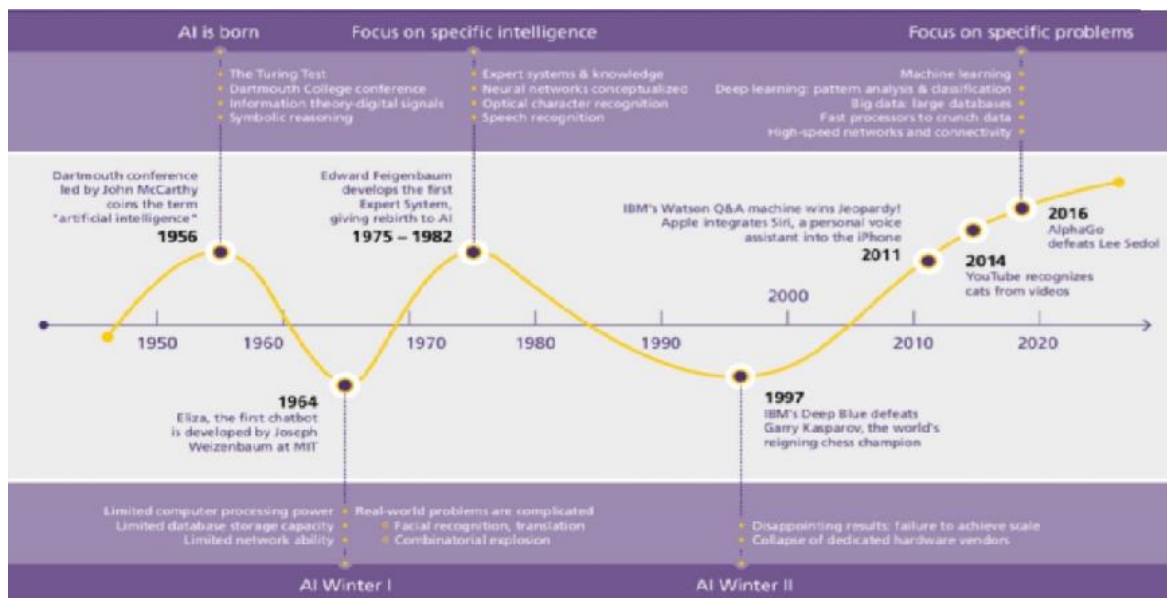 AI is born
Focus on specific intelligence
Focus on specific problems
The Turing Test
Dartmouth College conference
Information theory-digital signals
Symbolic reasoning
Expert systems & knowledge
Neural networks conceptualized
Optical character recognition
Speech recognition
Machine learning
Deep learning: pattern analysis & classification
Big data: large databases
Fast processors to crunch data
High-speed networks and connectivity
Dartmouth conference
led by John McCarthy
coins the term
"artificial intelligence"
1956
Edward Feigenbaum
develops the first
Expert System,
giving rebirth to AI
1975 – 1982
IBM's Watson Q&A machine wins Jeopardy!
Apple integrates Siri, a personal voice
assistant into the iPhone
2011
2014
YouTube recognizes
cats from videos
2016
AlphaGo
defeats Lee Sedol
1950
1960
1970
1980
1990
2000
2010
2020
1964
Eliza, the first chatbot
is developed by Joseph
Weizenbaum at MIT
1997
IBM's Deep Blue defeats
Garry Kasparov, the world's
reigning chess champion
Limited computer processing power
Limited database storage capacity
Limited network ability
Real-world problems are complicated
Facial recognition, translation
Combinatorial explosion
Disappointing results: failure to achieve scale
Collapse of dedicated hardware vendors
AI Winter I
AI Winter II